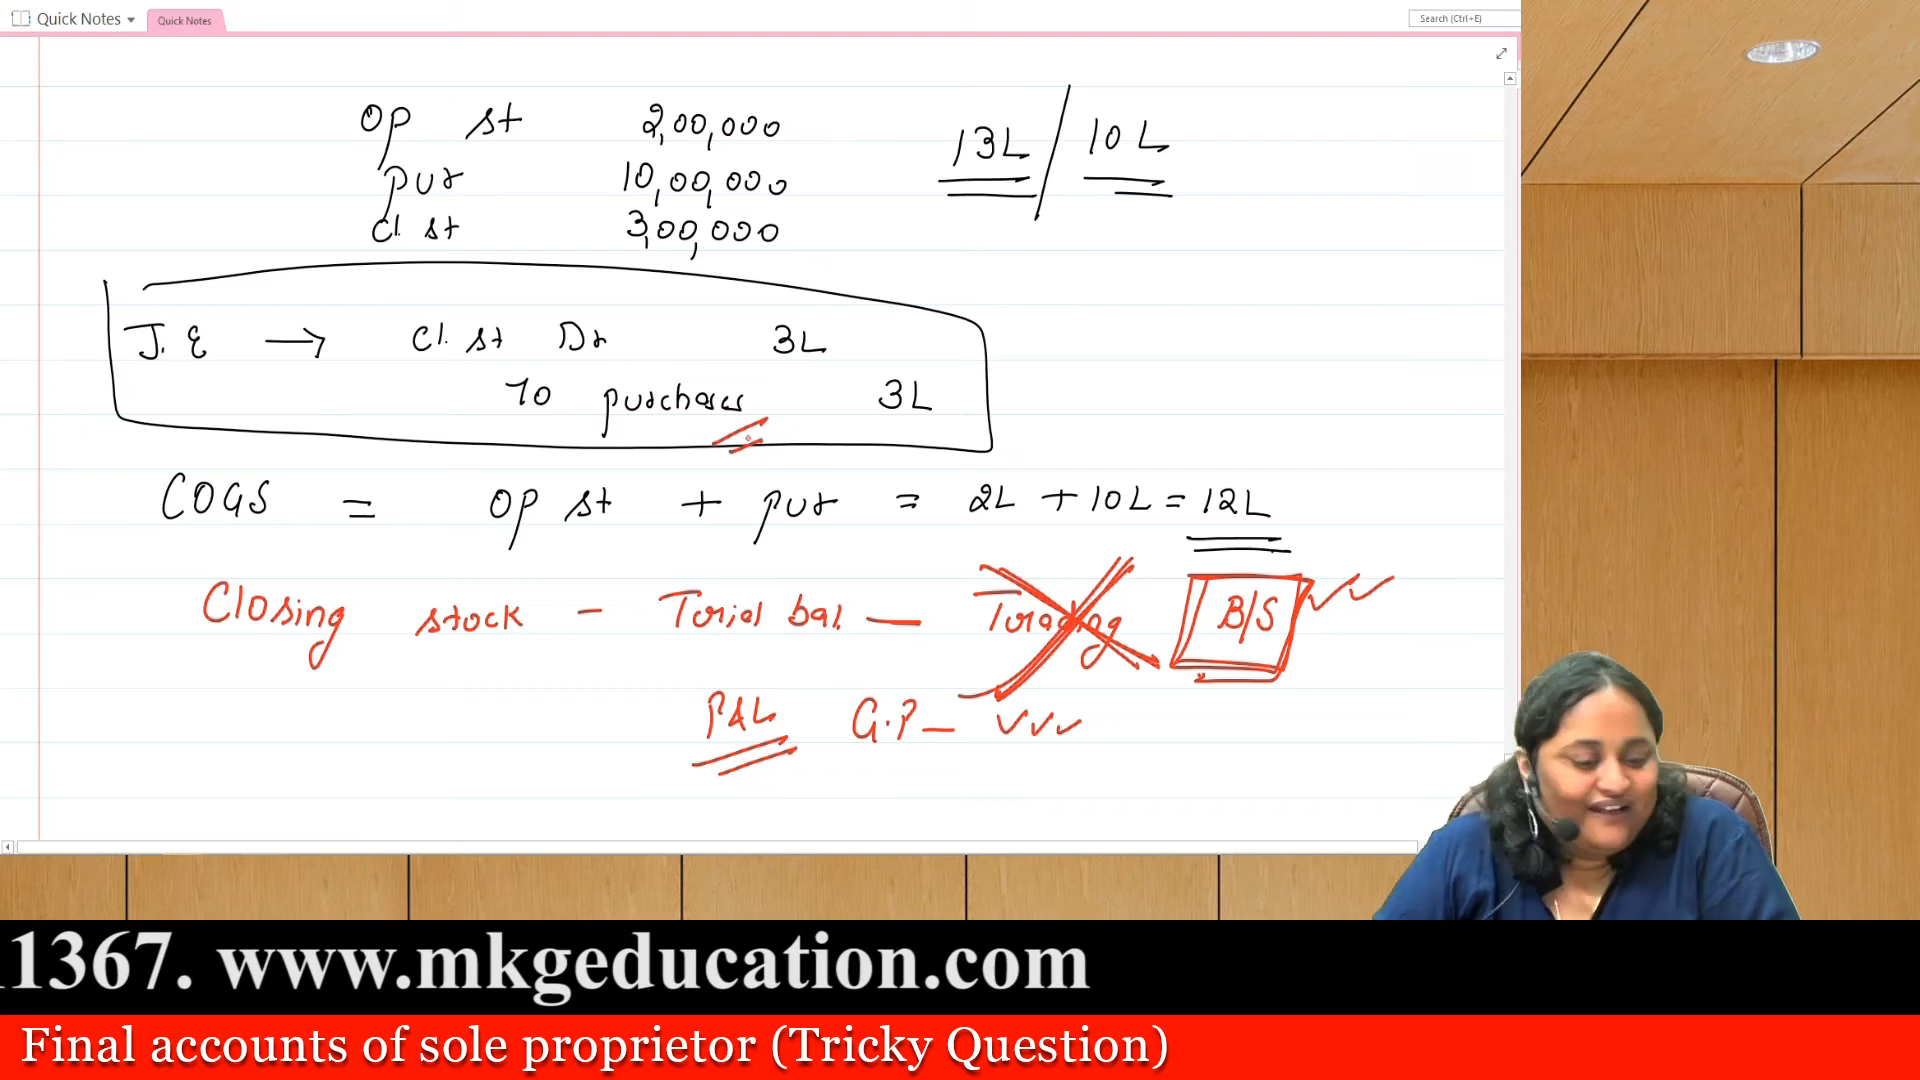 Quick Notes
Quick Notes
Search (Ctrl+E)
Op st 2,00,000
pur 10,00,000
cl. st 3,00,000
13L / 10L
J.E → Cl. st Dr 3L
To purchases 3L
COGS = op st + pur = 2L + 10L = 12L
Closing stock - Trial bal. — Trading B/S
P&L G.P —
1367. www.mkgeducation.com
Final accounts of sole proprietor (Tricky Question)